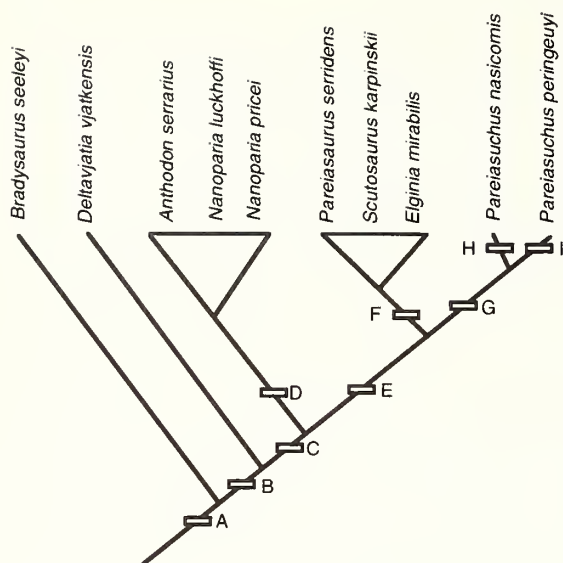 Bradysaurus seeleyi
Deltavjatia vjatkensis
Anthodon serrarius
Nanoparia luckhoffi
Nanoparia pricei
Pareiasaurus serridens
Scutosaurus karpinskii
Elginia mirabilis
Pareiasuchus nasicornis
Pareiasuchus peringueyi
H
I
G
F
E
D
C
B
A